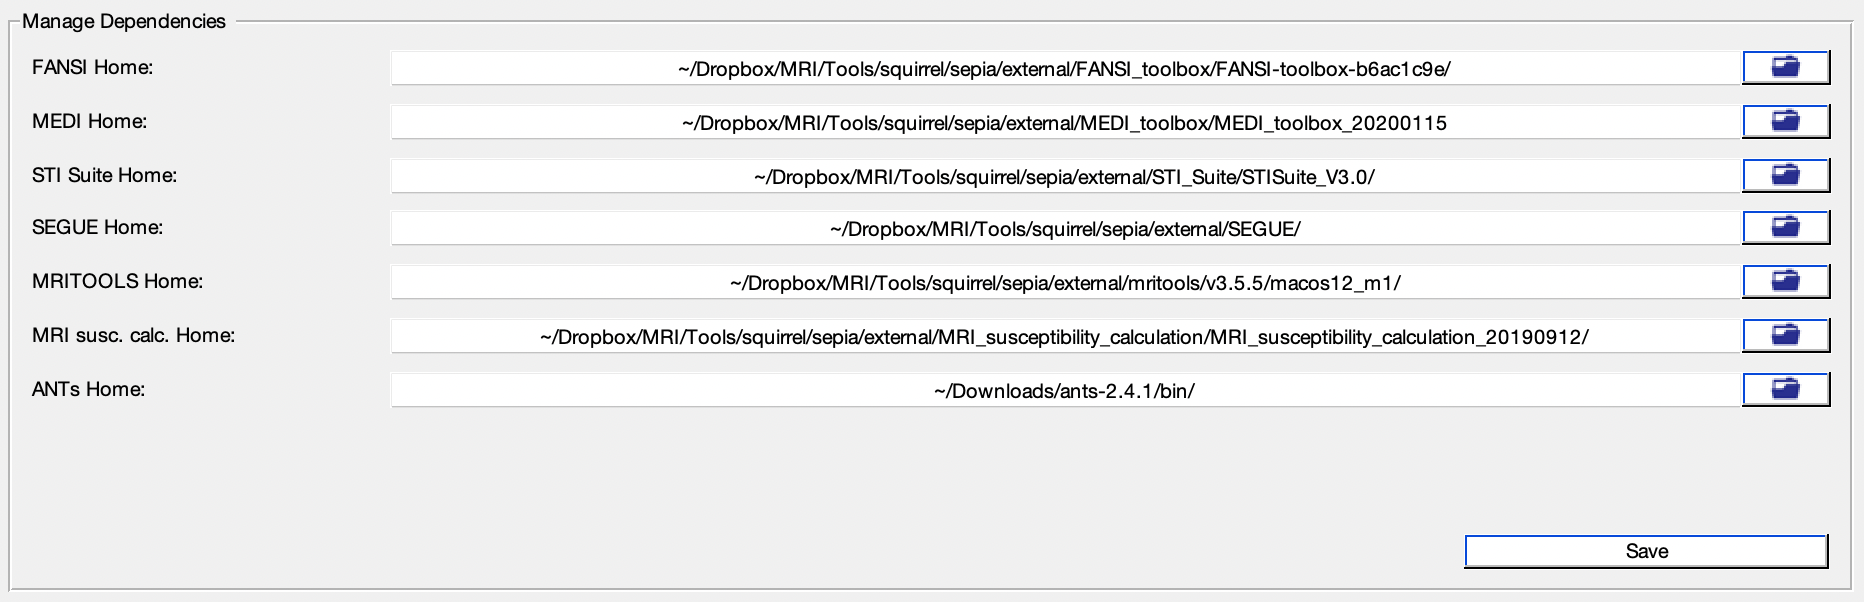 Manage Dependencies
FANSI Home: ~/Dropbox/MRI/Tools/squirrel/sepia/external/FANSI_toolbox/FANSI-toolbox-b6ac1c9e/
MEDI Home: ~/Dropbox/MRI/Tools/squirrel/sepia/external/MEDI_toolbox/MEDI_toolbox_20200115
STI Suite Home: ~/Dropbox/MRI/Tools/squirrel/sepia/external/STI_Suite/STISuite_V3.0/
SEGUE Home: ~/Dropbox/MRI/Tools/squirrel/sepia/external/SEGUE/
MRITOOLS Home: ~/Dropbox/MRI/Tools/squirrel/sepia/external/mritools/v3.5.5/macos12_m1/
MRI susc. calc. Home: ~/Dropbox/MRI/Tools/squirrel/sepia/external/MRI_susceptibility_calculation/MRI_susceptibility_calculation_20190912/
ANTs Home: ~/Downloads/ants-2.4.1/bin/
Save